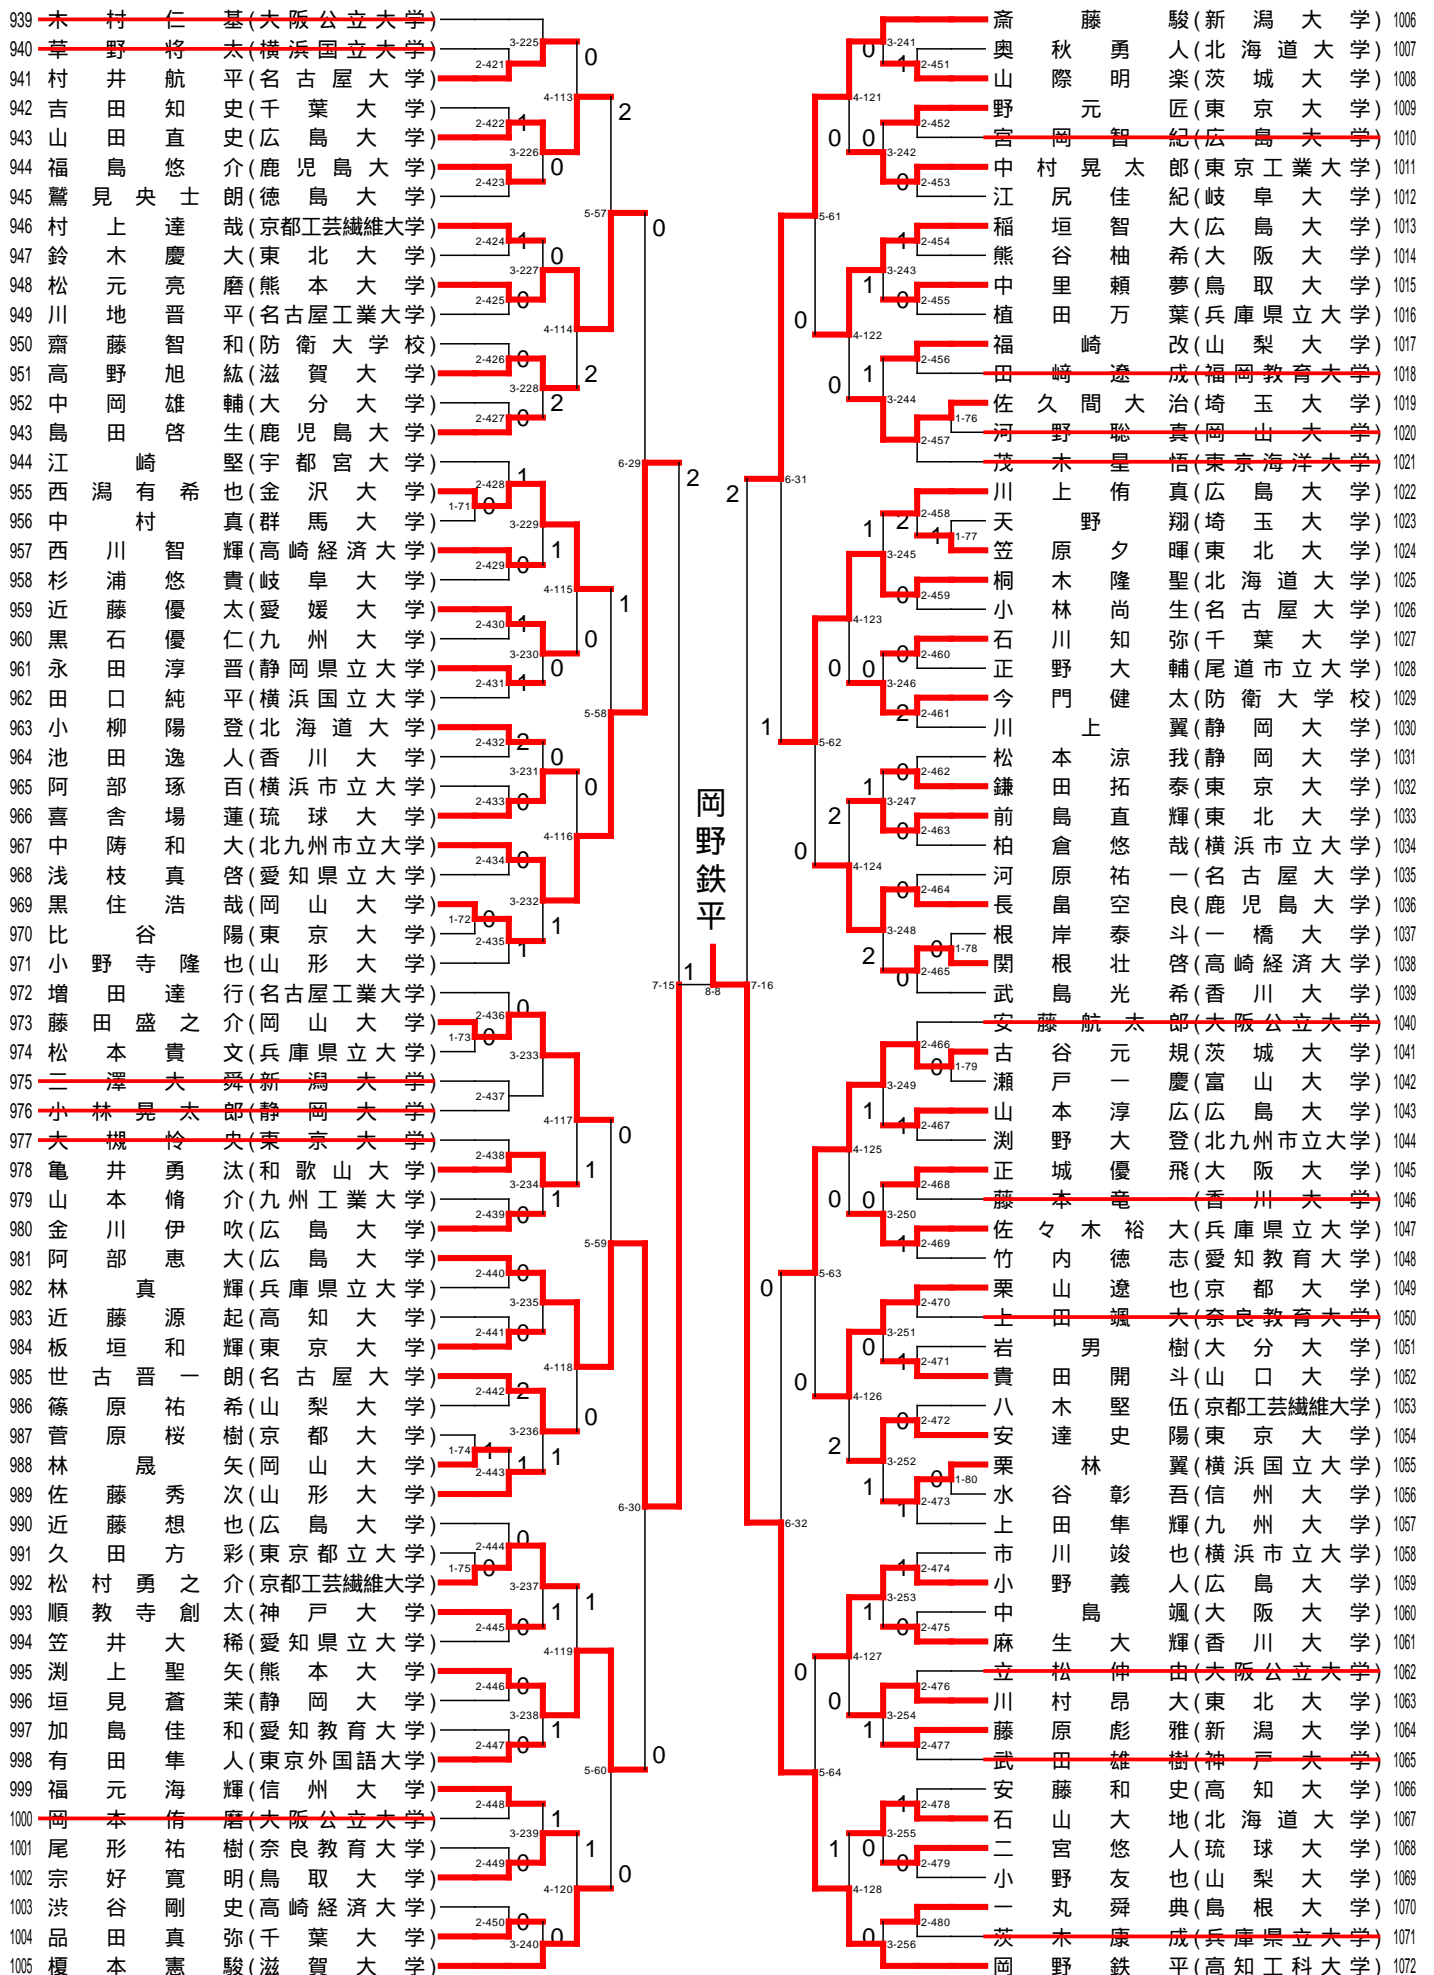 939 木村仁基(大阪公立大学)
940 草野将太(横浜国立大学)
941 村井航平(名古屋大学)
942 吉田知史(千葉大学)
943 山田直史(広島大学)
944 福島悠介(鹿児島大学)
945 鷲見央士朗(徳島大学)
946 村上達哉(京都工芸繊維大学)
947 鈴木慶大(東北大学)
948 松元亮磨(熊本大学)
949 川地晋平(名古屋工業大学)
950 齋藤智和(防衛大学校)
951 高野旭紘(滋賀大学)
952 中岡雄輔(大分大学)
943 島田啓生(鹿児島大学)
944 江崎堅(宇都宮大学)
955 西潟有希也(金沢大学)
956 中村真(群馬大学)
957 西川智輝(高崎経済大学)
958 杉浦悠貴(岐阜大学)
959 近藤優太(愛媛大学)
960 黒石優仁(九州大学)
961 永田淳晋(静岡県立大学)
962 田口純平(横浜国立大学)
963 小柳陽登(北海道大学)
964 池田逸人(香川大学)
965 阿部琢百(横浜市立大学)
966 喜舎場蓮(琉球大学)
967 中陦和大(北九州市立大学)
968 浅枝真啓(愛知県立大学)
969 黒住浩哉(岡山大学)
970 比谷陽(東京大学)
971 小野寺隆也(山形大学)
972 増田達行(名古屋工業大学)
973 藤田盛之介(岡山大学)
974 松本貴文(兵庫県立大学)
975 三澤大舜(新潟大学)
976 小林晃太郎(静岡大学)
977 大槻怜央(東京大学)
978 亀井勇汰(和歌山大学)
979 山本脩介(九州工業大学)
980 金川伊吹(広島大学)
981 阿部恵大(広島大学)
982 林真輝(兵庫県立大学)
983 近藤源起(高知大学)
984 板垣和輝(東京大学)
985 世古晋一朗(名古屋大学)
986 篠原祐希(山梨大学)
987 菅原桜樹(京都大学)
988 林晟矢(岡山大学)
989 佐藤秀次(山形大学)
990 近藤想也(広島大学)
991 久田方彩(東京都立大学)
992 松村勇之介(京都工芸繊維大学)
993 順教寺創太(神戸大学)
994 笠井大稀(愛知県立大学)
995 渕上聖矢(熊本大学)
996 垣見蒼茉(静岡大学)
997 加島佳和(愛知教育大学)
998 有田隼人(東京外国語大学)
999 福元海輝(信州大学)
1000 岡本侑磨(大阪公立大学)
1001 尾形祐樹(奈良教育大学)
1002 宗好寛明(鳥取大学)
1003 渋谷剛史(高崎経済大学)
1004 品田真弥(千葉大学)
1005 榎本憲駿(滋賀大学)
岡野鉄平
斎藤駿(新潟大学) 1006
奥秋勇人(北海道大学) 1007
山際明楽(茨城大学) 1008
野元匠(東京大学) 1009
宮岡智紀(広島大学) 1010
中村晃太郎(東京工業大学) 1011
江尻佳紀(岐阜大学) 1012
稲垣智大(広島大学) 1013
熊谷柚希(大阪大学) 1014
中里頼夢(鳥取大学) 1015
植田万葉(兵庫県立大学) 1016
福崎改(山梨大学) 1017
田﨑遼成(福岡教育大学) 1018
佐久間大治(埼玉大学) 1019
河野聡真(岡山大学) 1020
茂木星悟(東京海洋大学) 1021
川上侑真(広島大学) 1022
天野翔(埼玉大学) 1023
笠原夕暉(東北大学) 1024
桐木隆聖(北海道大学) 1025
小林尚生(名古屋大学) 1026
石川知弥(千葉大学) 1027
正野大輔(尾道市立大学) 1028
今門健太(防衛大学校) 1029
川上翼(静岡大学) 1030
松本涼我(静岡大学) 1031
鎌田拓泰(東京大学) 1032
前島直輝(東北大学) 1033
柏倉悠哉(横浜市立大学) 1034
河原祐一(名古屋大学) 1035
長畠空良(鹿児島大学) 1036
根岸泰斗(一橋大学) 1037
関根壮啓(高崎経済大学) 1038
武島光希(香川大学) 1039
安藤航太郎(大阪公立大学) 1040
古谷元規(茨城大学) 1041
瀬戸一慶(富山大学) 1042
山本淳広(広島大学) 1043
渕野大登(北九州市立大学) 1044
正城優飛(大阪大学) 1045
藤本竜(香川大学) 1046
佐々木裕大(兵庫県立大学) 1047
竹内徳志(愛知教育大学) 1048
栗山遼也(京都大学) 1049
上田颯大(奈良教育大学) 1050
岩男樹(大分大学) 1051
貴田開斗(山口大学) 1052
八木堅伍(京都工芸繊維大学) 1053
安達史陽(東京大学) 1054
栗林翼(横浜国立大学) 1055
水谷彰吾(信州大学) 1056
上田隼輝(九州大学) 1057
市川竣也(横浜市立大学) 1058
小野義人(広島大学) 1059
中島颯(大阪大学) 1060
麻生大輝(香川大学) 1061
立松伸由(大阪公立大学) 1062
川村昂大(東北大学) 1063
藤原彪雅(新潟大学) 1064
武田雄樹(神戸大学) 1065
安藤和史(高知大学) 1066
石山大地(北海道大学) 1067
二宮悠人(琉球大学) 1068
小野友也(山梨大学) 1069
一丸舜典(島根大学) 1070
茨木康成(兵庫県立大学) 1071
岡野鉄平(高知工科大学) 1072